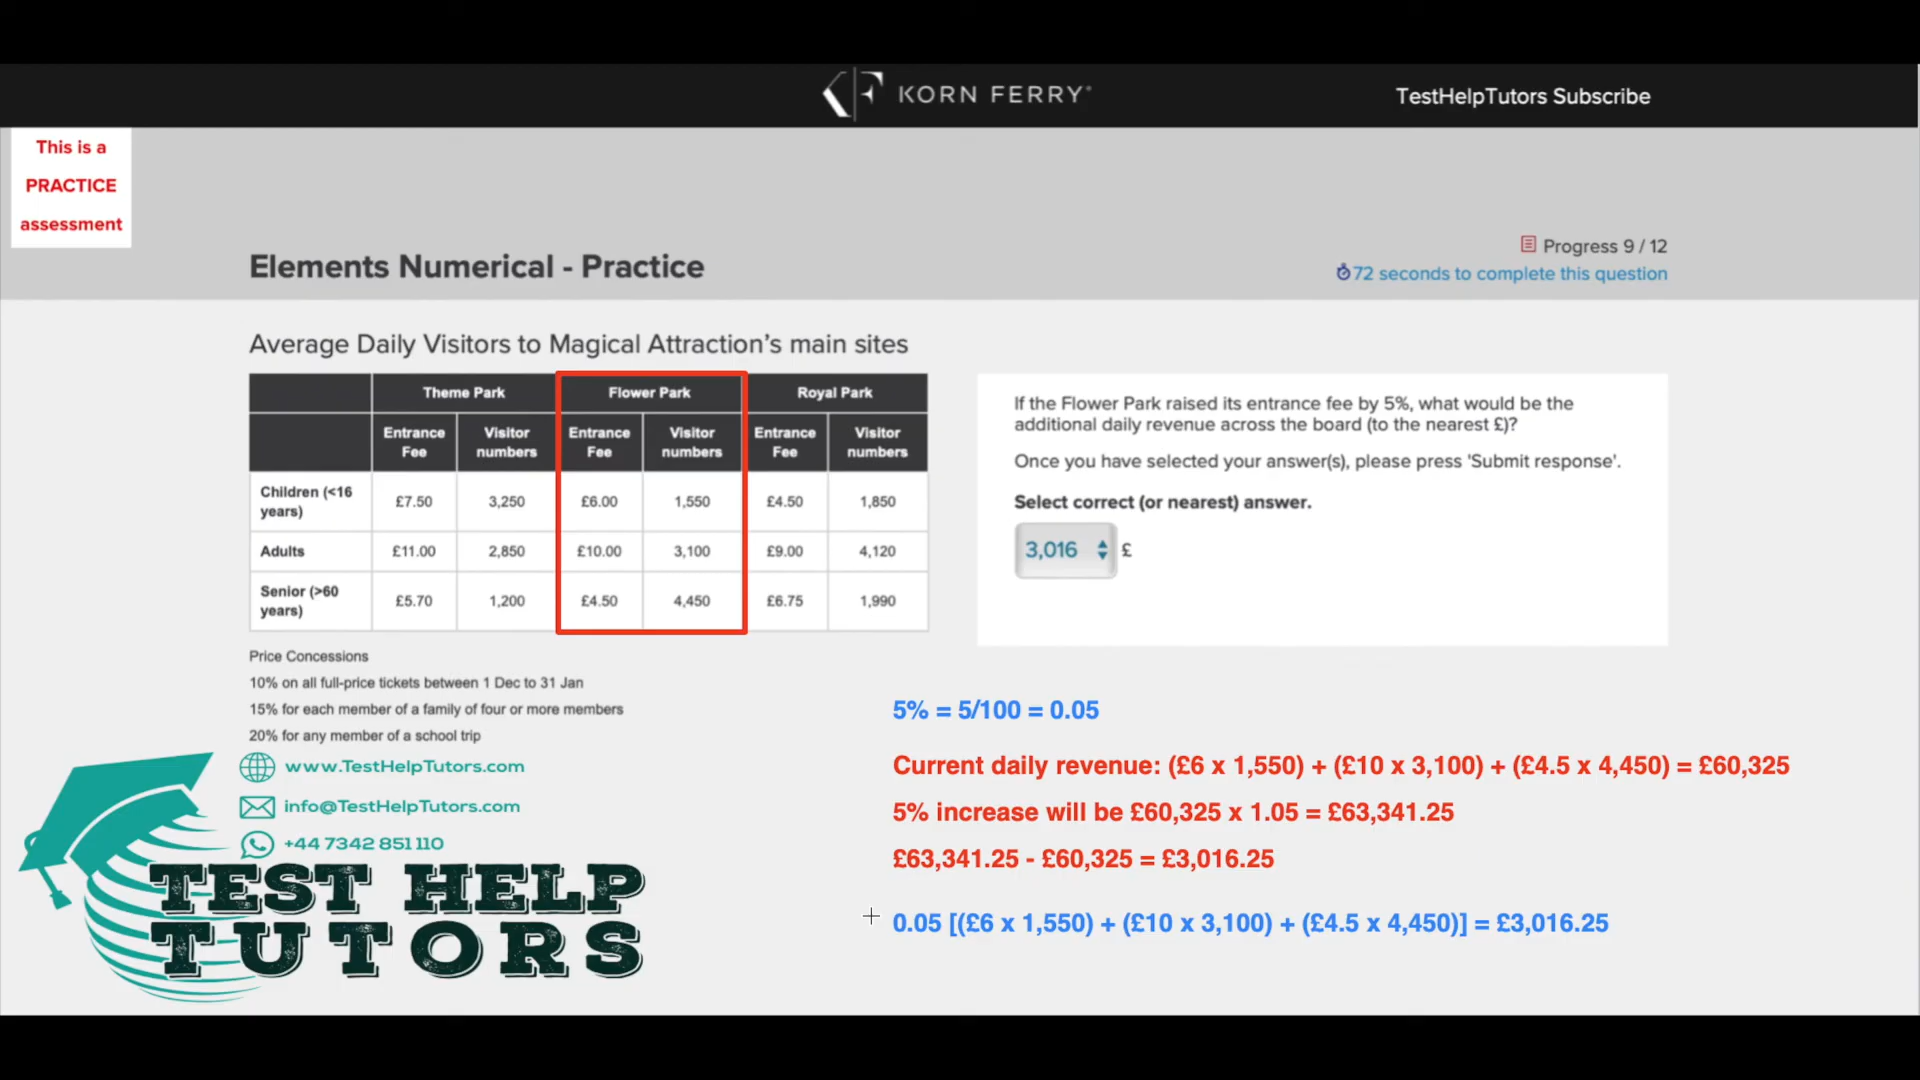 KORN FERRY®
TestHelpTutors Subscribe
This is a
PRACTICE
assessment
Elements Numerical - Practice
Progress 9 / 12
72 seconds to complete this question
Average Daily Visitors to Magical Attraction's main sites
Theme Park Flower Park Royal Park
Entrance Fee Visitor numbers Entrance Fee Visitor numbers Entrance Fee Visitor numbers
Children (<16 years) £7.50 3,250 £6.00 1,550 £4.50 1,850
Adults £11.00 2,850 £10.00 3,100 £9.00 4,120
Senior (>60 years) £5.70 1,200 £4.50 4,450 £6.75 1,990
Price Concessions
10% on all full-price tickets between 1 Dec to 31 Jan
15% for each member of a family of four or more members
20% for any member of a school trip
If the Flower Park raised its entrance fee by 5%, what would be the
additional daily revenue across the board (to the nearest £)?
Once you have selected your answer(s), please press 'Submit response'.
Select correct (or nearest) answer.
3,016 £
5% = 5/100 = 0.05
Current daily revenue: (£6 x 1,550) + (£10 x 3,100) + (£4.5 x 4,450) = £60,325
5% increase will be £60,325 x 1.05 = £63,341.25
£63,341.25 - £60,325 = £3,016.25
0.05 [(£6 x 1,550) + (£10 x 3,100) + (£4.5 x 4,450)] = £3,016.25
www.TestHelpTutors.com
info@TestHelpTutors.com
+44 7342 851 110
TEST HELP
TUTORS